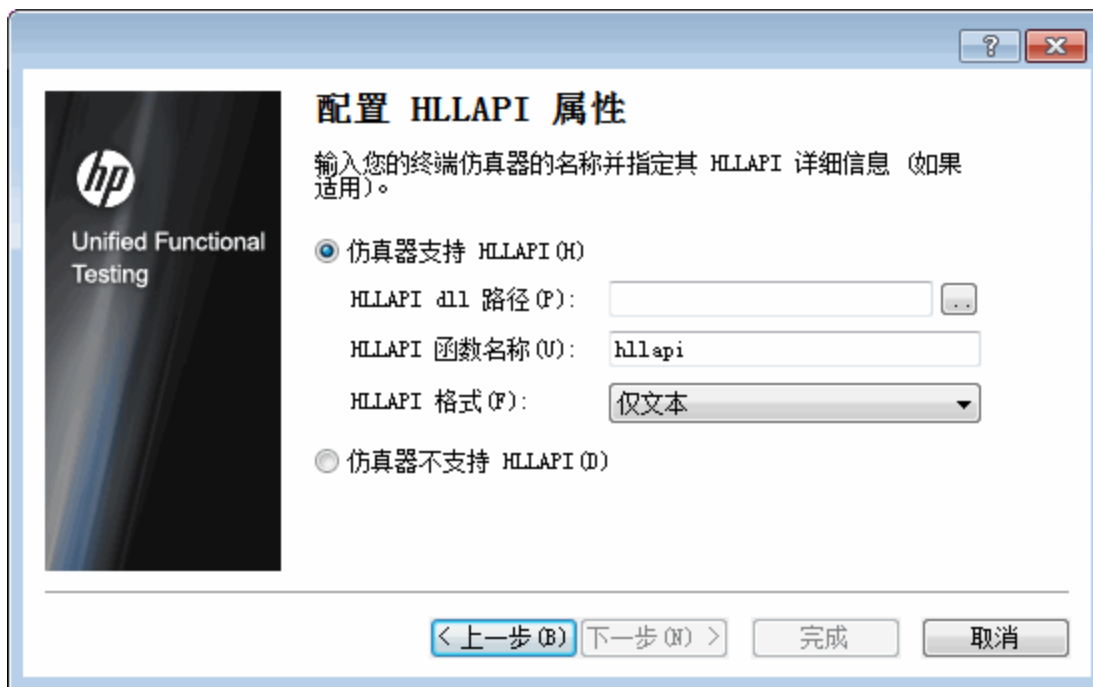 ?
配置 HLLAPI 属性
输入您的终端仿真器的名称并指定其 HLLAPI 详细信息 (如果
适用)。
hp
Unified Functional
Testing
仿真器支持 HLLAPI(H)
HLLAPI dll 路径(P):
..
HLLAPI 函数名称(U): hllapi
HLLAPI 格式(F): 仅文本
仿真器不支持 HLLAPI(D)
< 上一步(B) 下一步(N) > 完成 取消